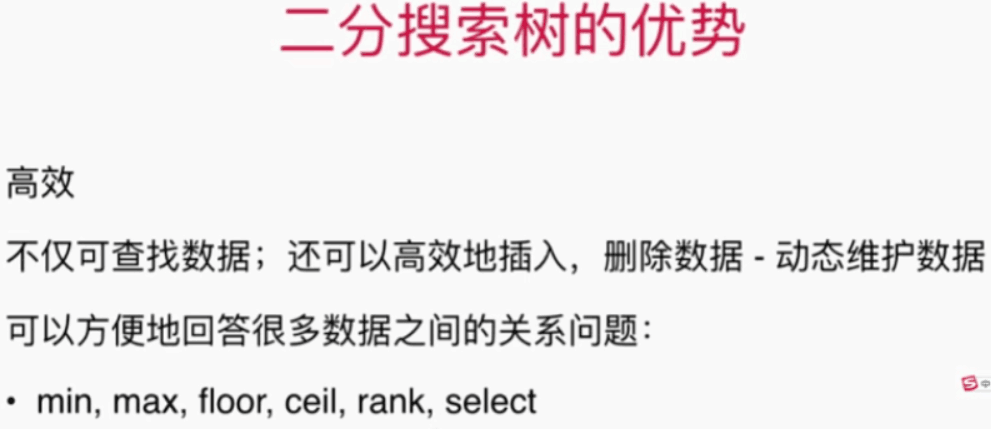 二分搜索树的优势
高效
不仅可查找数据；还可以高效地插入，删除数据 - 动态维护数据
可以方便地回答很多数据之间的关系问题：
• min, max, floor, ceil, rank, select
中